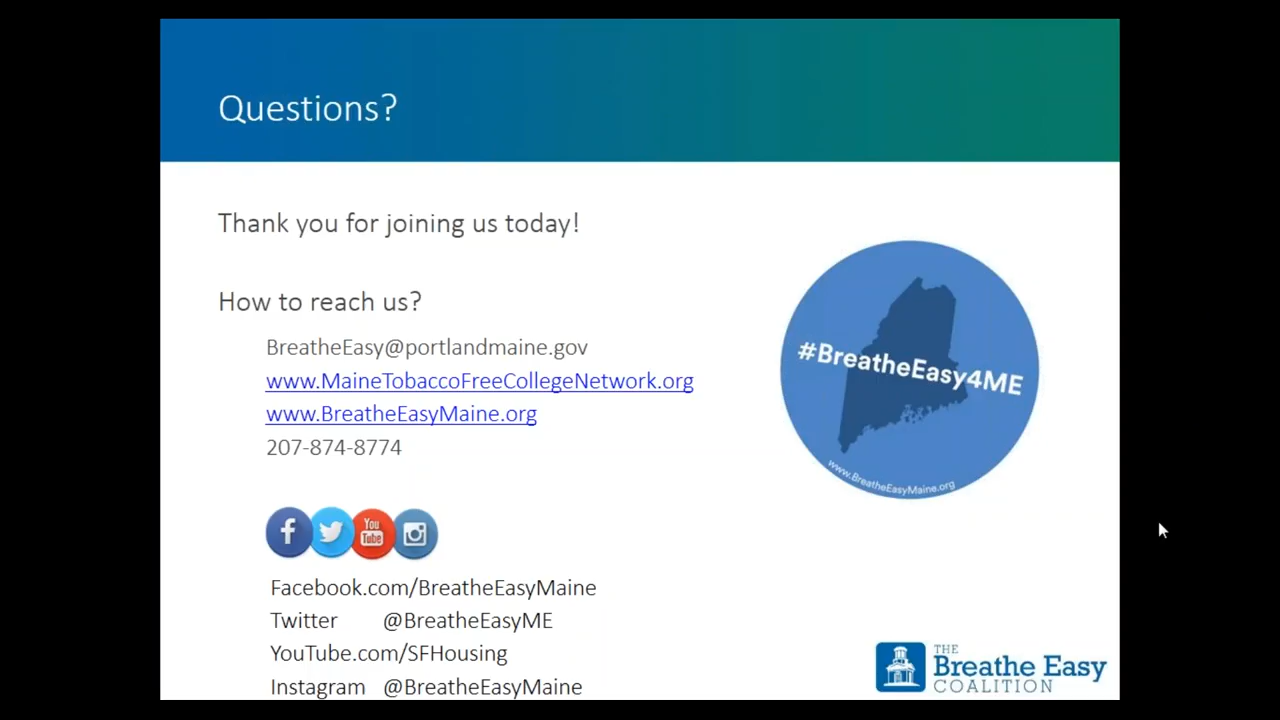 Questions?
Thank you for joining us today!
How to reach us?
BreatheEasy@portlandmaine.gov
www.MaineTobaccoFreeCollegeNetwork.org
www.BreatheEasyMaine.org
207-874-8774
#BreatheEasy4ME
www.BreatheEasyMaine.org
You
Tube
Facebook.com/BreatheEasyMaine
Twitter @BreatheEasyME
YouTube.com/SFHousing
Instagram @BreatheEasyMaine
THE
Breathe Easy
COALITION